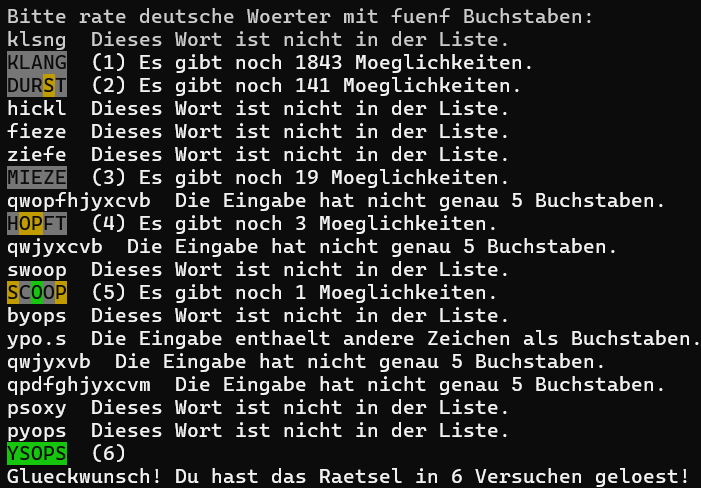 Bitte rate deutsche Woerter mit fuenf Buchstaben:
klsng  Dieses Wort ist nicht in der Liste.
KLANG  (1) Es gibt noch 1843 Moeglichkeiten.
DURST  (2) Es gibt noch 141 Moeglichkeiten.
hickl  Dieses Wort ist nicht in der Liste.
fieze  Dieses Wort ist nicht in der Liste.
ziefe  Dieses Wort ist nicht in der Liste.
MIEZE  (3) Es gibt noch 19 Moeglichkeiten.
qwopfhjyxcvb  Die Eingabe hat nicht genau 5 Buchstaben.
HOPFT  (4) Es gibt noch 3 Moeglichkeiten.
qwjyxcvb  Die Eingabe hat nicht genau 5 Buchstaben.
swoop  Dieses Wort ist nicht in der Liste.
SCOOP  (5) Es gibt noch 1 Moeglichkeiten.
byops  Dieses Wort ist nicht in der Liste.
ypo.s  Die Eingabe enthaelt andere Zeichen als Buchstaben.
qwjyxvb  Die Eingabe hat nicht genau 5 Buchstaben.
qpdfghjyxcvm  Die Eingabe hat nicht genau 5 Buchstaben.
psoxy  Dieses Wort ist nicht in der Liste.
pyops  Dieses Wort ist nicht in der Liste.
YSOPS  (6)
Glueckwunsch! Du hast das Raetsel in 6 Versuchen geloest!